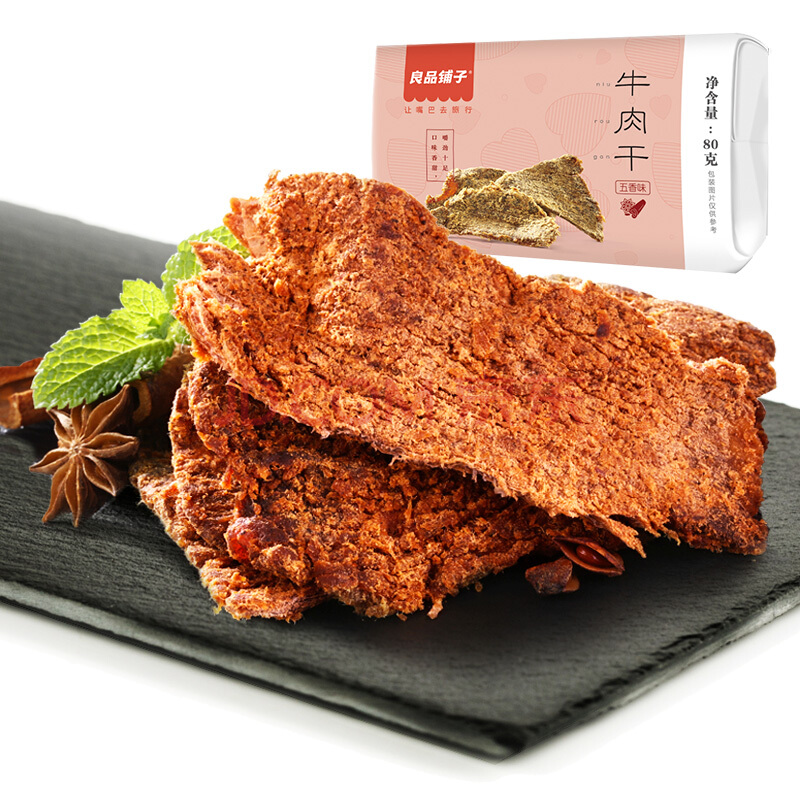 良品铺子®
让嘴巴去旅行
嚼劲十足
口味香甜,
niu
rou
gan
牛肉干
五香味
净含量:80克
包装图片仅供参考